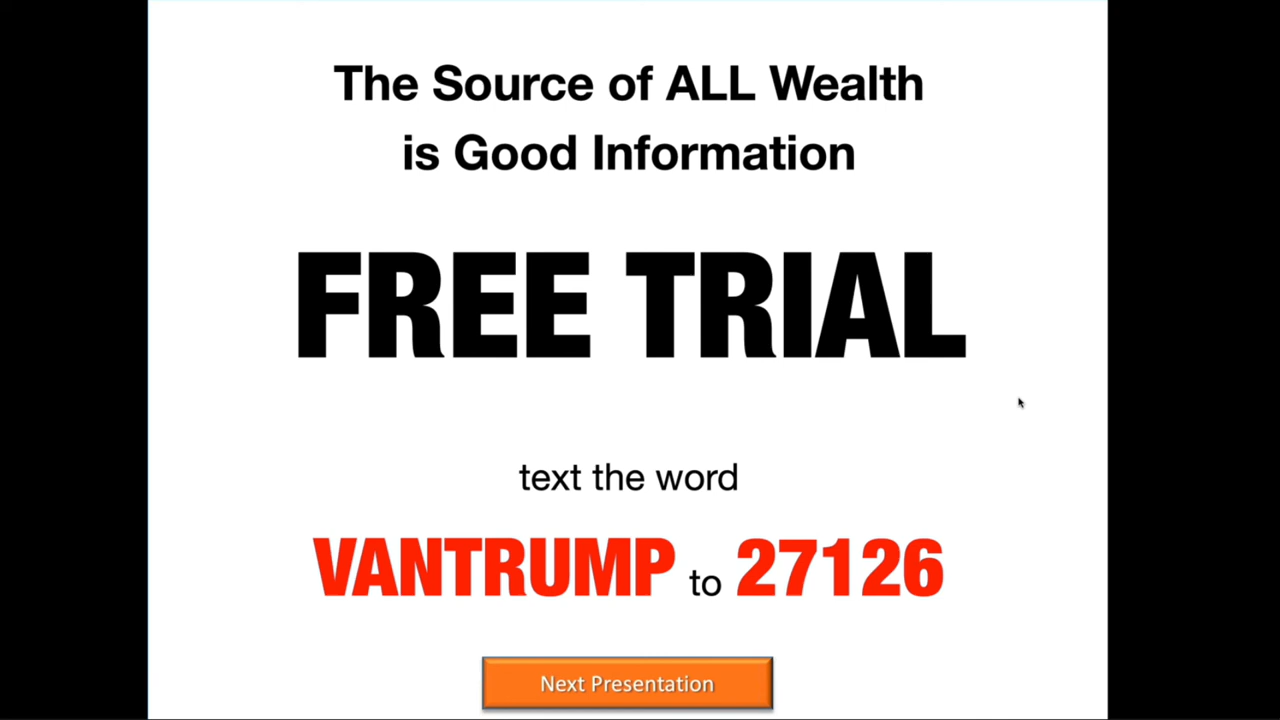 The Source of ALL Wealth
is Good Information
FREE TRIAL
text the word
VANTRUMP to 27126
Next Presentation